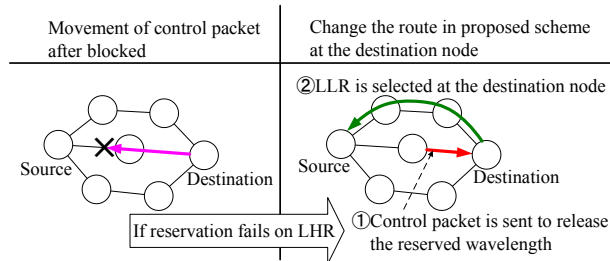 Movement of control packet
after blocked
Change the route in proposed scheme
at the destination node
②LLR is selected at the destination node
Source
Destination
Source
Destination
If reservation fails on LHR
①Control packet is sent to release
the reserved wavelength